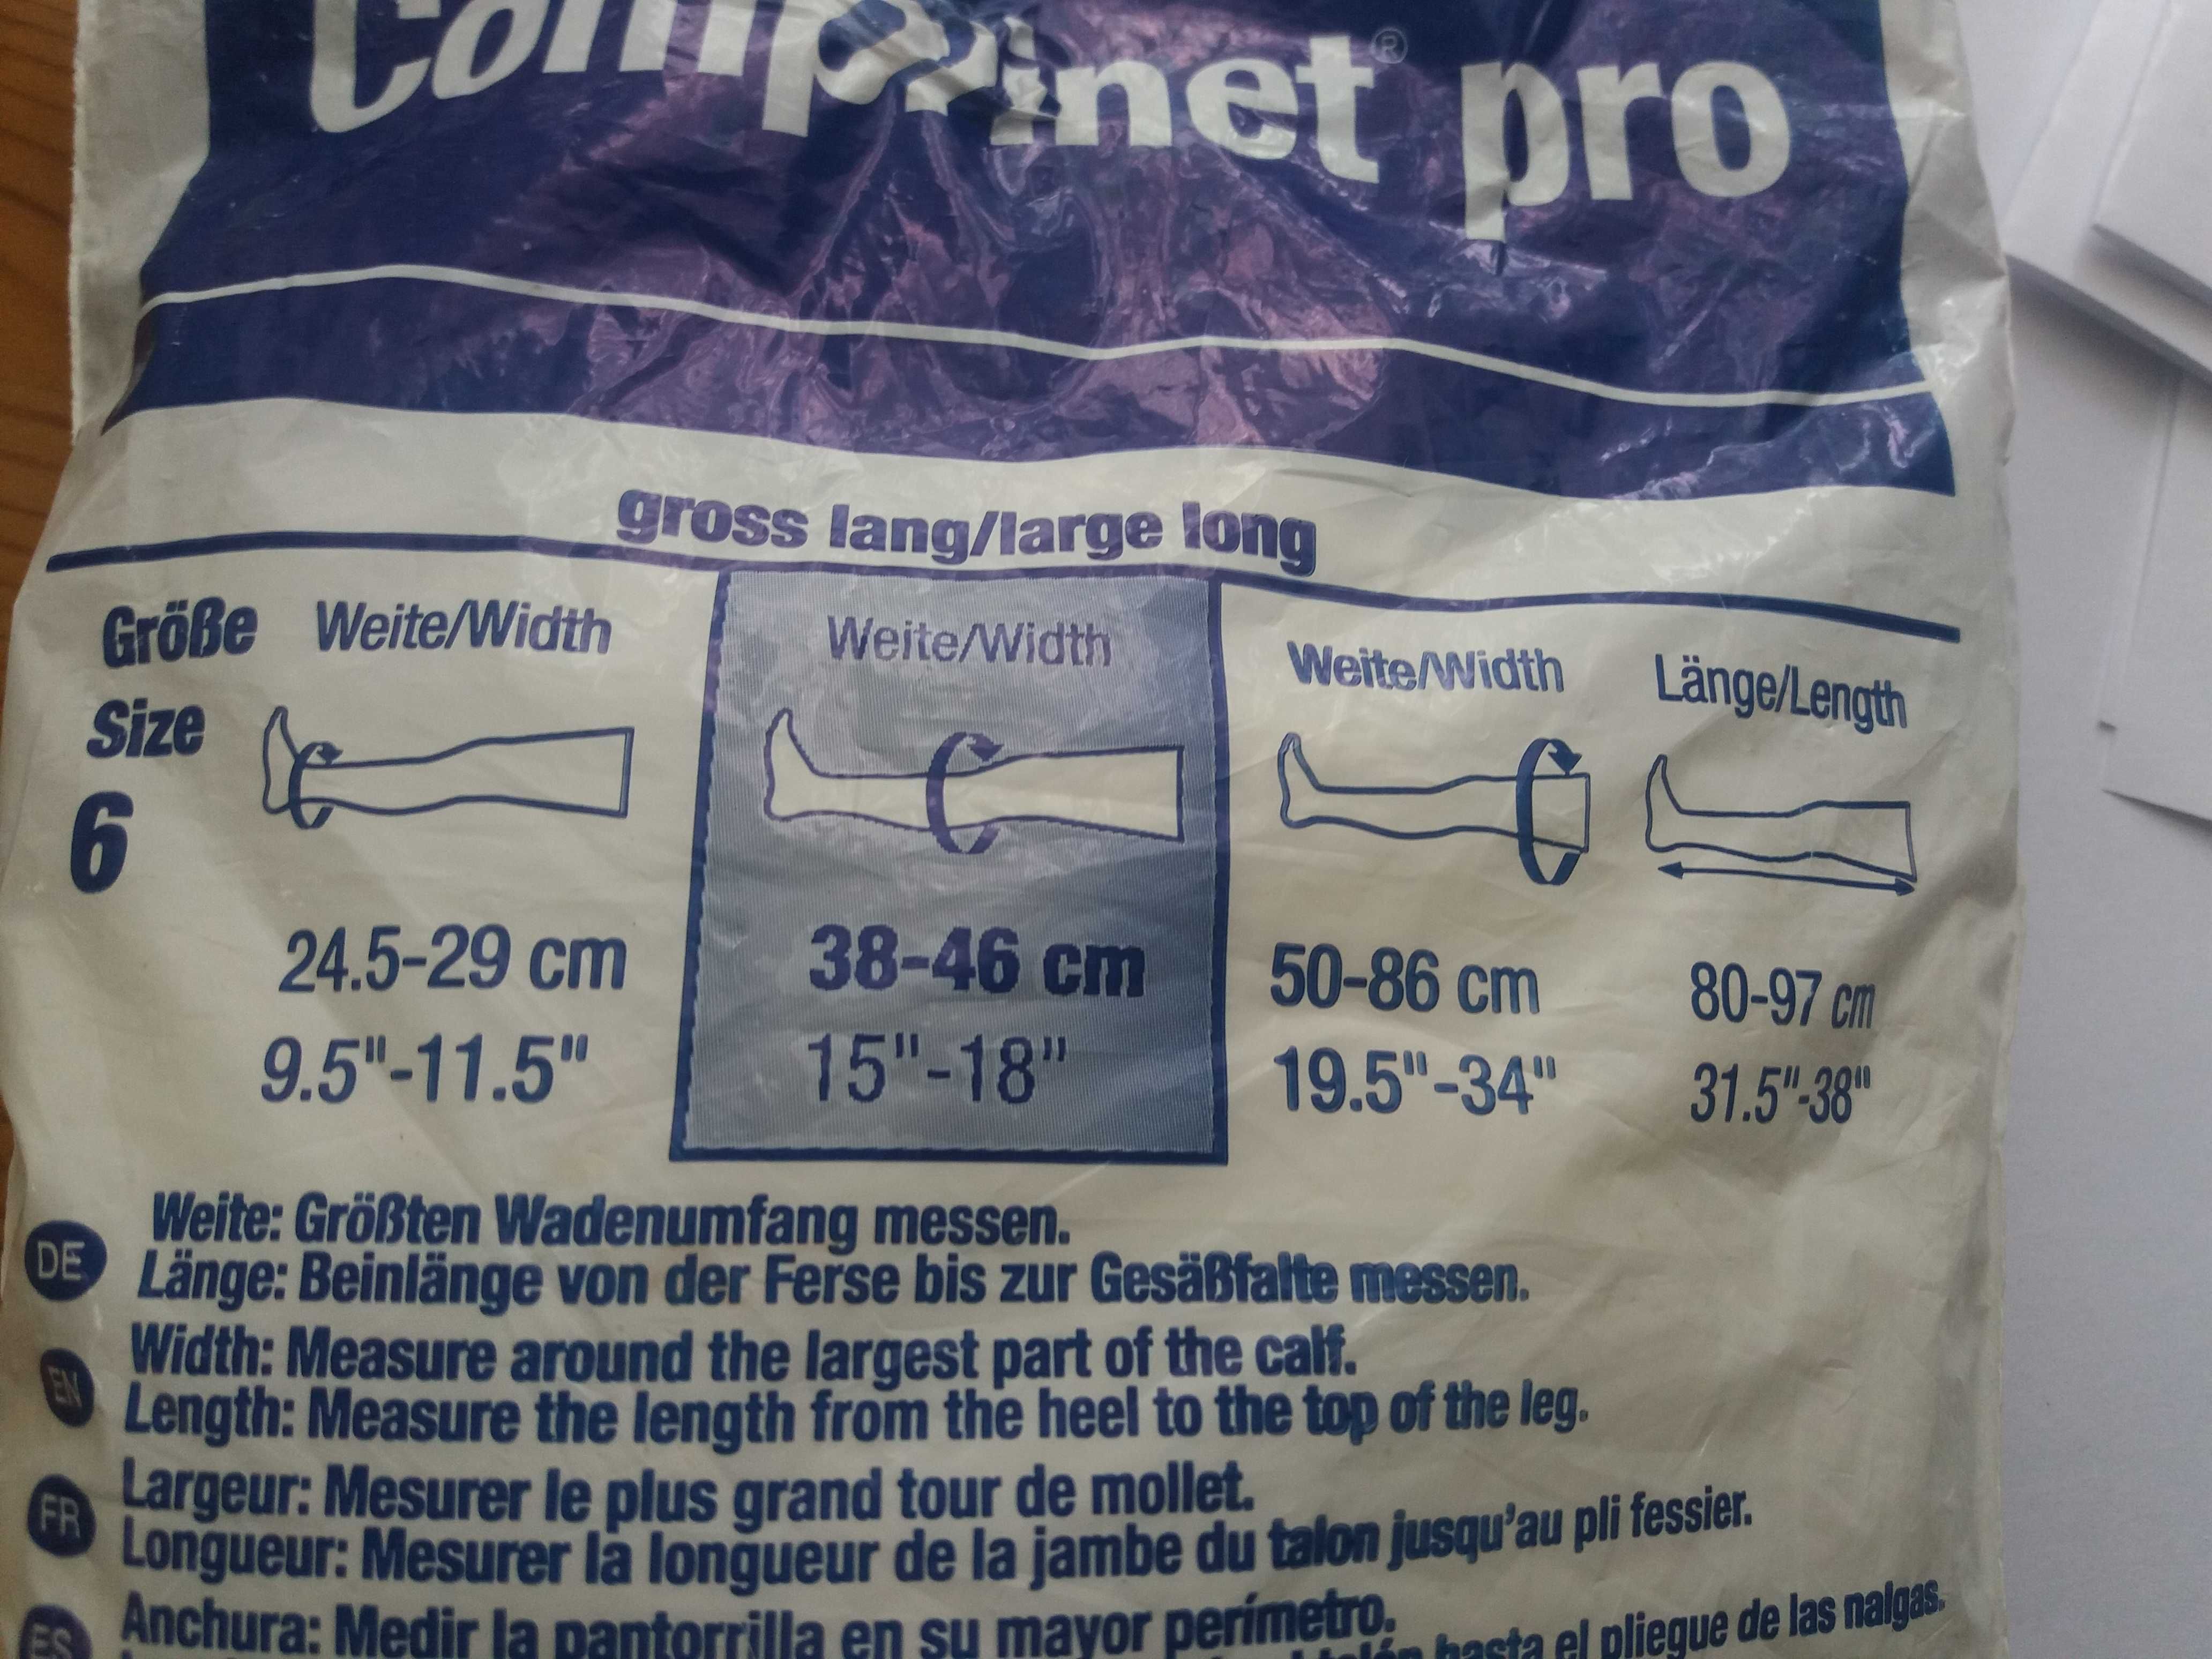 Comprinet® pro
gross lang/large long
Größe Weite/Width Weite/Width Weite/Width Länge/Length
Size
6
24.5-29 cm 38-46 cm 50-86 cm 80-97 cm
9.5"-11.5" 15"-18" 19.5"-34" 31.5"-38"
DE
Weite: Größten Wadenumfang messen.
Länge: Beinlänge von der Ferse bis zur Gesäßfalte messen.
EN
Width: Measure around the largest part of the calf.
Length: Measure the length from the heel to the top of the leg.
FR
Largeur: Mesurer le plus grand tour de mollet.
Longueur: Mesurer la longueur de la jambe du talon jusqu'au pli fessier.
ES
Anchura: Medir la pantorrilla en su mayor perímetro.
talón hasta el pliegue de las nalgas.